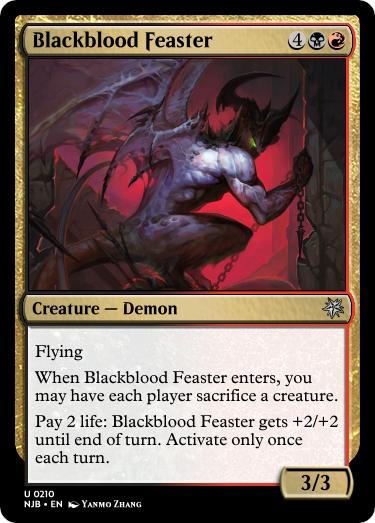 Blackblood Feaster 4
Creature — Demon
Flying
When Blackblood Feaster enters, you
may have each player sacrifice a creature.
Pay 2 life: Blackblood Feaster gets +2/+2
until end of turn. Activate only once
each turn.
3/3
U 0210
NJB • EN Yanmo Zhang